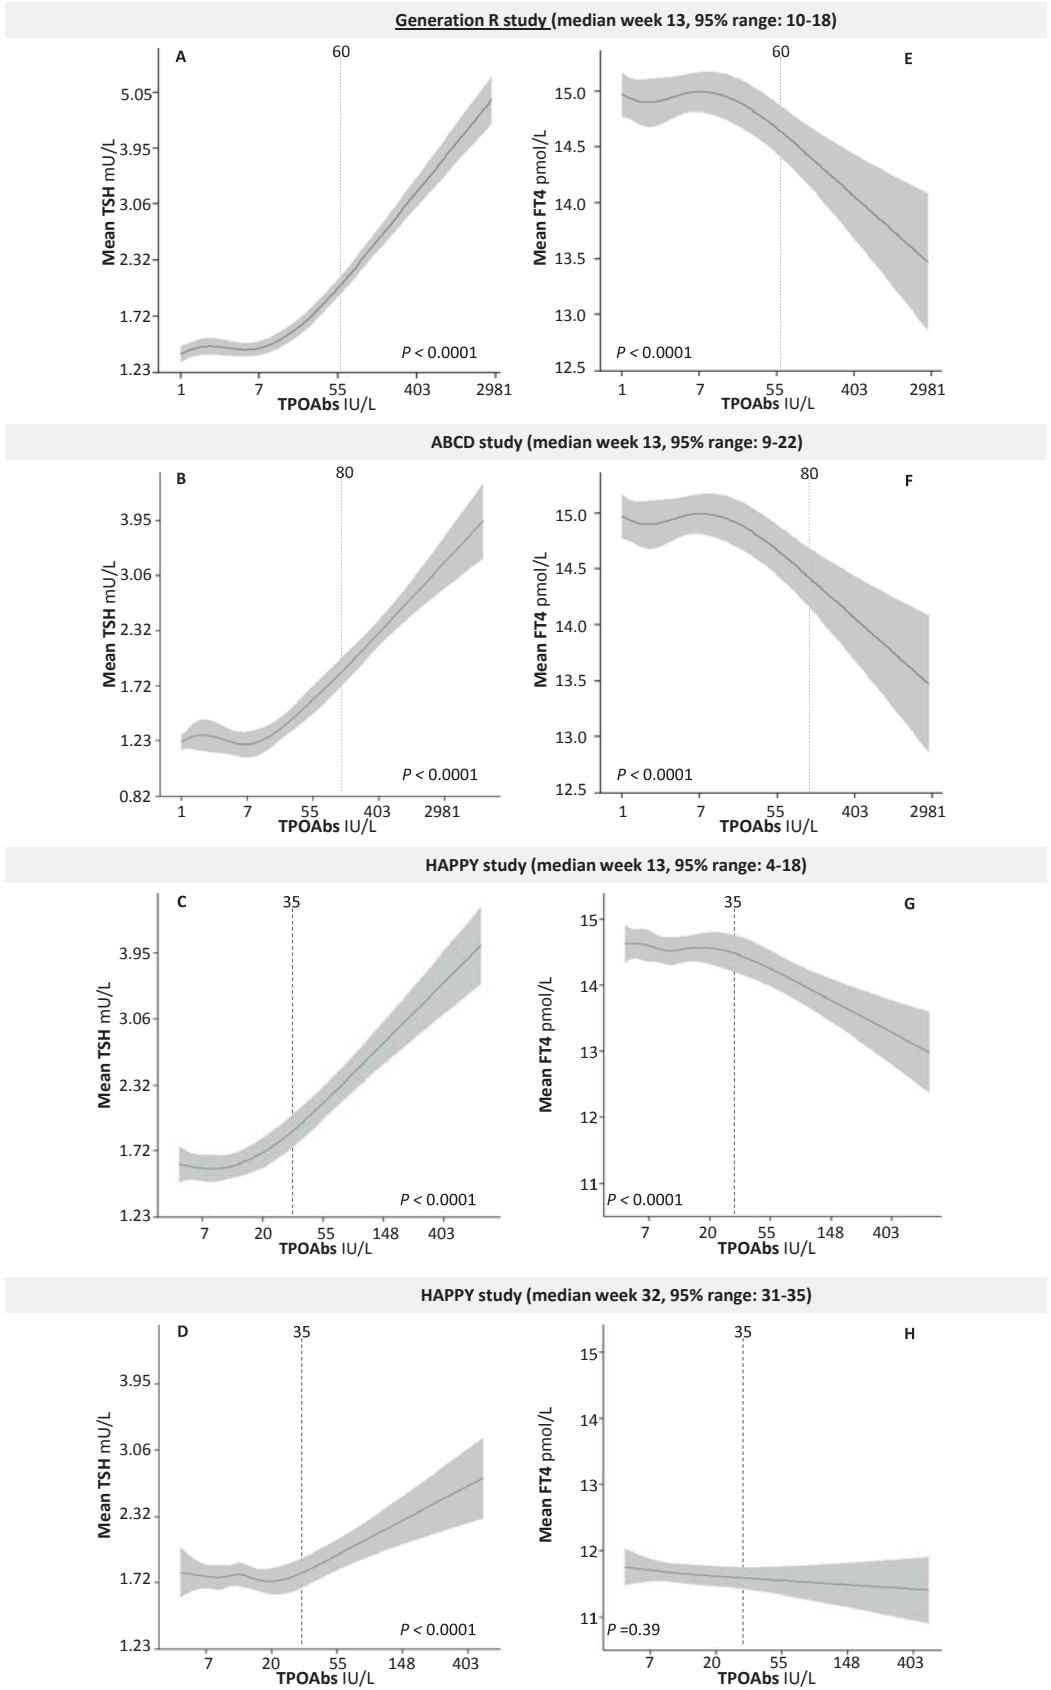 Generation R study (median week 13, 95% range: 10-18)
A
60
Mean TSH mU/L
5.05
3.95
3.06
2.32
1.72
1.23
P < 0.0001
1 7 55 403 2981
TPOAbs IU/L
E
60
Mean FT4 pmol/L
15.0
14.5
14.0
13.5
13.0
12.5
P < 0.0001
1 7 55 403 2981
TPOAbs IU/L
ABCD study (median week 13, 95% range: 9-22)
B
80
Mean TSH mU/L
3.95
3.06
2.32
1.72
1.23
0.82
P < 0.0001
1 7 55 403 2981
TPOAbs IU/L
F
80
Mean FT4 pmol/L
15.0
14.5
14.0
13.5
13.0
12.5
P < 0.0001
1 7 55 403 2981
TPOAbs IU/L
HAPPY study (median week 13, 95% range: 4-18)
C
35
Mean TSH mU/L
3.95
3.06
2.32
1.72
1.23
P < 0.0001
7 20 55 148 403
TPOAbs IU/L
G
35
Mean FT4 pmol/L
15
14
13
12
11
P < 0.0001
7 20 55 148 403
TPOAbs IU/L
HAPPY study (median week 32, 95% range: 31-35)
D
35
Mean TSH mU/L
3.95
3.06
2.32
1.72
1.23
P < 0.0001
7 20 55 148 403
TPOAbs IU/L
H
35
Mean FT4 pmol/L
15
14
13
12
11
P =0.39
7 20 55 148 403
TPOAbs IU/L